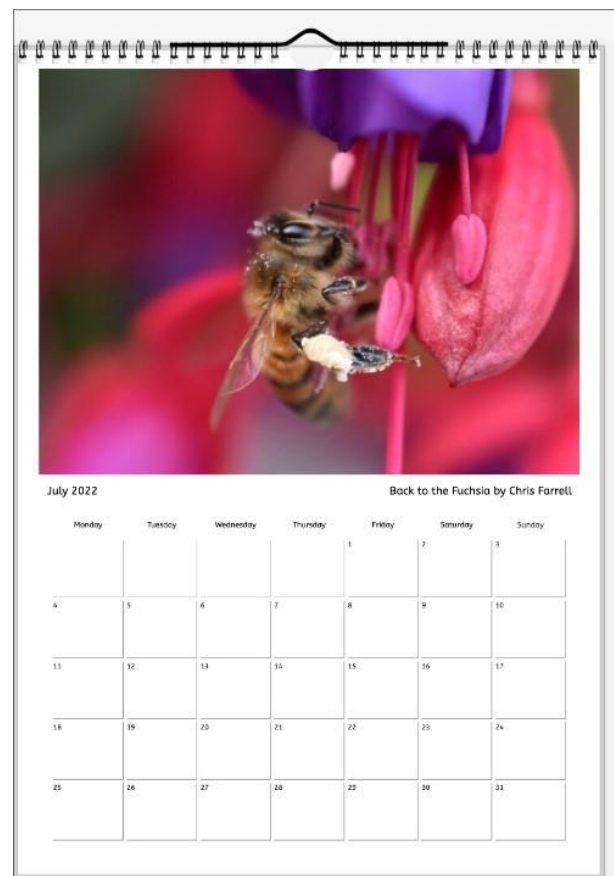 July 2022 Back to the Fuchsia by Chris Farrell
Monday Tuesday Wednesday Thursday Friday Saturday Sunday
1 2 3
4 5 6 7 8 9 10
11 12 13 14 15 16 17
18 19 20 21 22 23 24
25 26 27 28 29 30 31